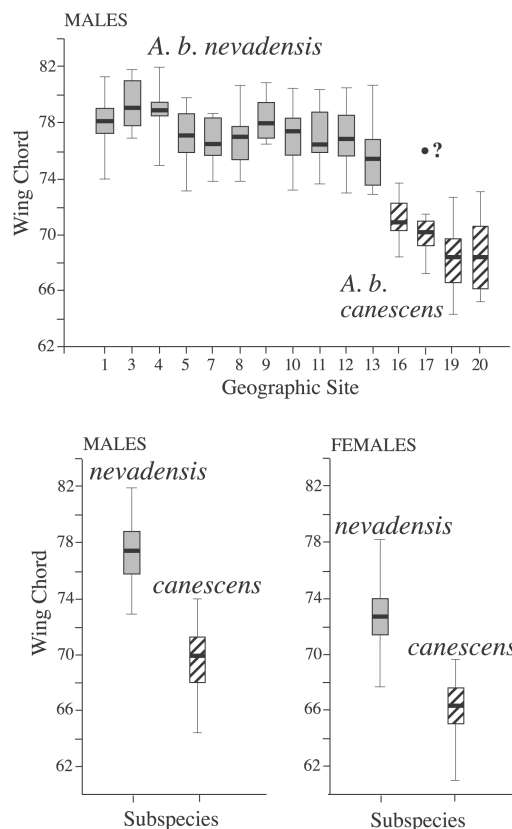 MALES
A. b. nevadensis
82
78
74
70
66
62
Wing Chord
?
A. b.
canescens
1 3 4 5 7 8 9 10 11 12 13 16 17 19 20
Geographic Site
MALES
nevadensis
82
78
74
70
66
62
Wing Chord
canescens
Subspecies
FEMALES
82
nevadensis
78
74
70
66
62
canescens
Subspecies